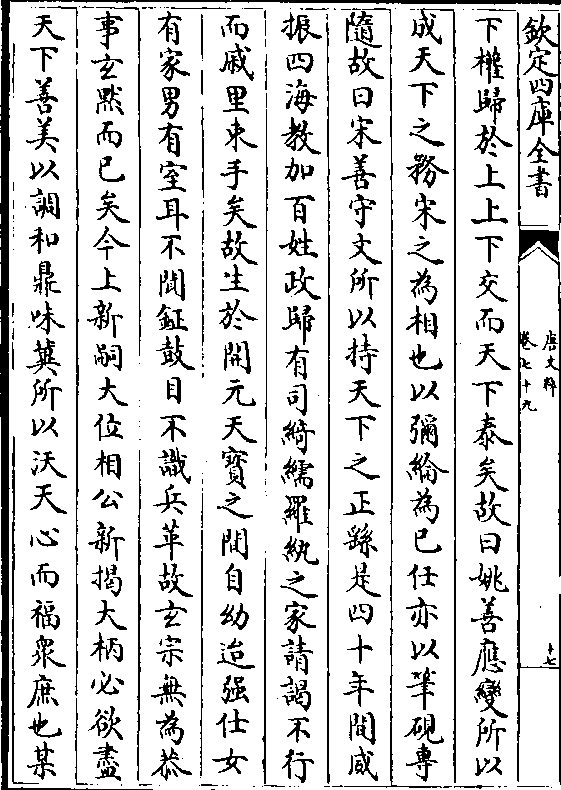 欽定四庫全書
唐文粹
卷七十九
十七
下權歸於上上下交而天下泰矣故曰姚善應變所以
成天下之務宋之為相也以彌綸為已任亦以筆硯專
隨故曰宋善守文所以持天下之正繇是四十年間威
振四海教加百姓政歸有司綺繻羅紈之家請謁不行
而戚里束手矣故生於開元天寳之間自幼迨强仕女
有家男有室耳不聞鉦鼓目不識兵革故玄宗無為恭
事玄黙而已矣今上新嗣大位相公新揭大柄必欲盡
天下善美以調和鼎味冀所以沃天心而福衆庶也某